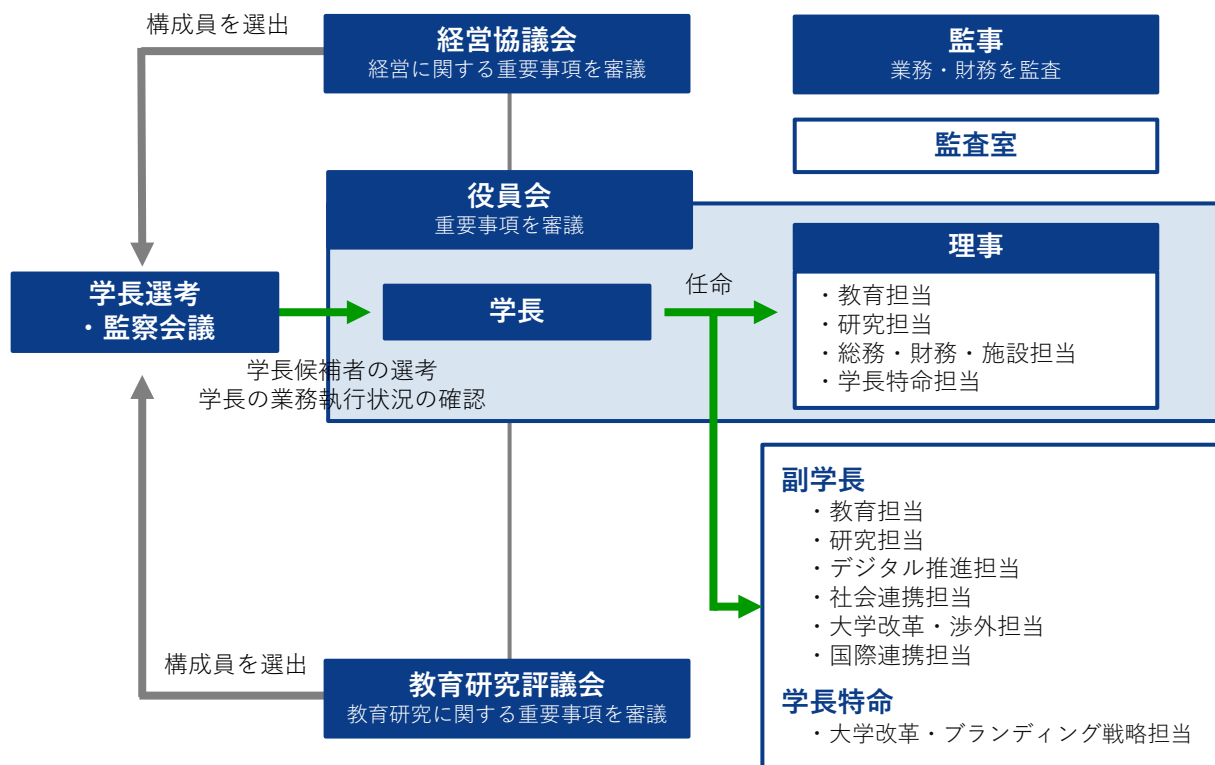 構成員を選出
経営協議会
経営に関する重要事項を審議
監事
業務・財務を監査
監査室
役員会
重要事項を審議
理事
・教育担当
・研究担当
・総務・財務・施設担当
・学長特命担当
学長選考
・監察会議
学長
任命
学長候補者の選考
学長の業務執行状況の確認
副学長
・教育担当
・研究担当
・デジタル推進担当
・社会連携担当
・大学改革・渉外担当
・国際連携担当
学長特命
・大学改革・ブランディング戦略担当
構成員を選出
教育研究評議会
教育研究に関する重要事項を審議